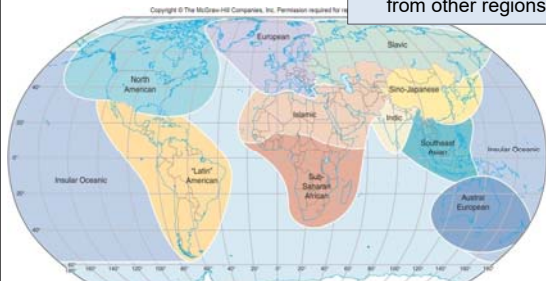 from other regions
Copyright © The McGraw-Hill Companies, Inc. Permission required for re
European
Slavic
North
American
Sino-Japanese
Islamic
Indic
Southeast
Asian
Insular Oceanic
Insular Oceanic
"Latin"
American
Sub-
Saharan
African
Austral
European